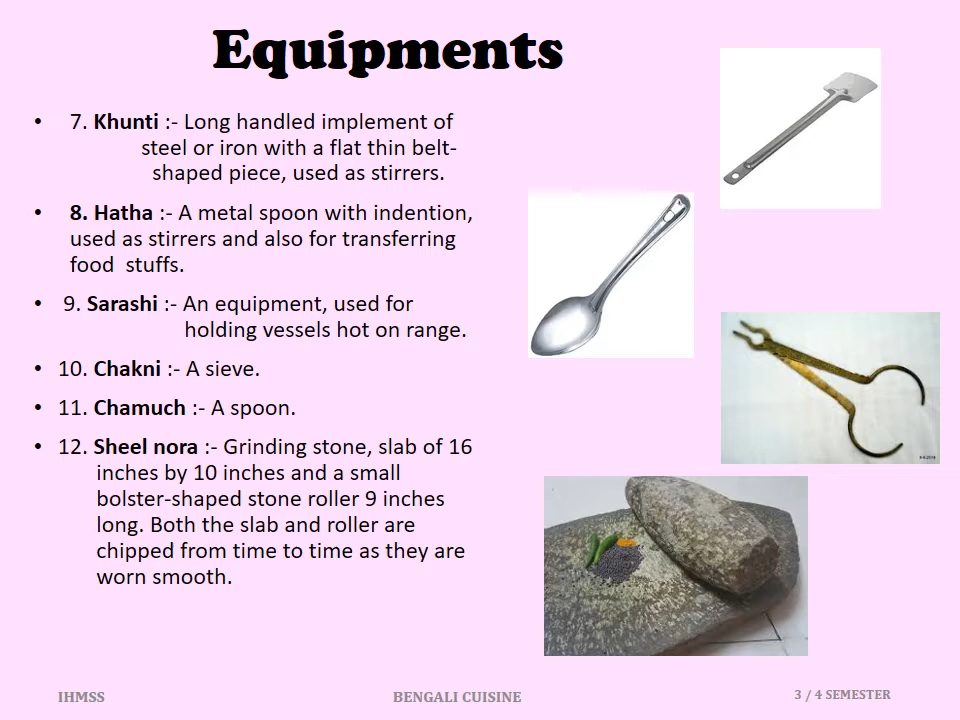 Equipments
• 7. Khunti :- Long handled implement of
steel or iron with a flat thin belt-
shaped piece, used as stirrers.
• 8. Hatha :- A metal spoon with indention,
used as stirrers and also for transferring
food stuffs.
• 9. Sarashi :- An equipment, used for
holding vessels hot on range.
• 10. Chakni :- A sieve.
• 11. Chamuch :- A spoon.
• 12. Sheel nora :- Grinding stone, slab of 16
inches by 10 inches and a small
bolster-shaped stone roller 9 inches
long. Both the slab and roller are
chipped from time to time as they are
worn smooth.
IHMSS
BENGALI CUISINE
3 / 4 SEMESTER